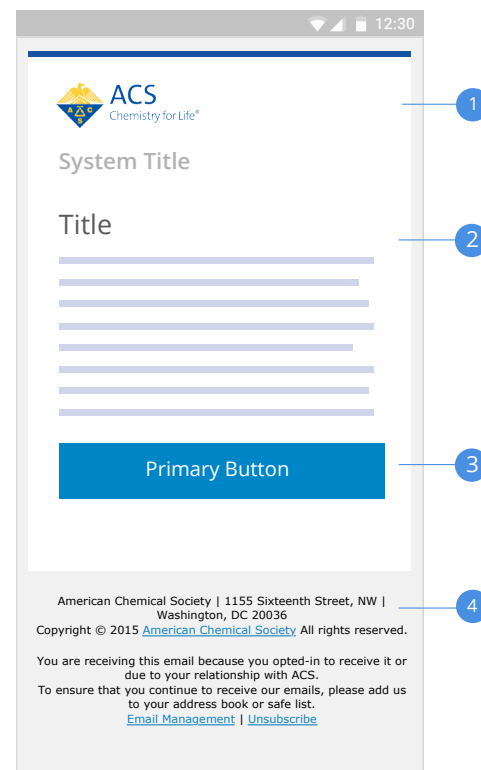 12:30
ACS
Chemistry for Life®
A C S
System Title
1
Title
2
Primary Button
3
American Chemical Society | 1155 Sixteenth Street, NW |
Washington, DC 20036
4
Copyright © 2015 American Chemical Society All rights reserved.
You are receiving this email because you opted-in to receive it or
due to your relationship with ACS.
To ensure that you continue to receive our emails, please add us
to your address book or safe list.
Email Management | Unsubscribe